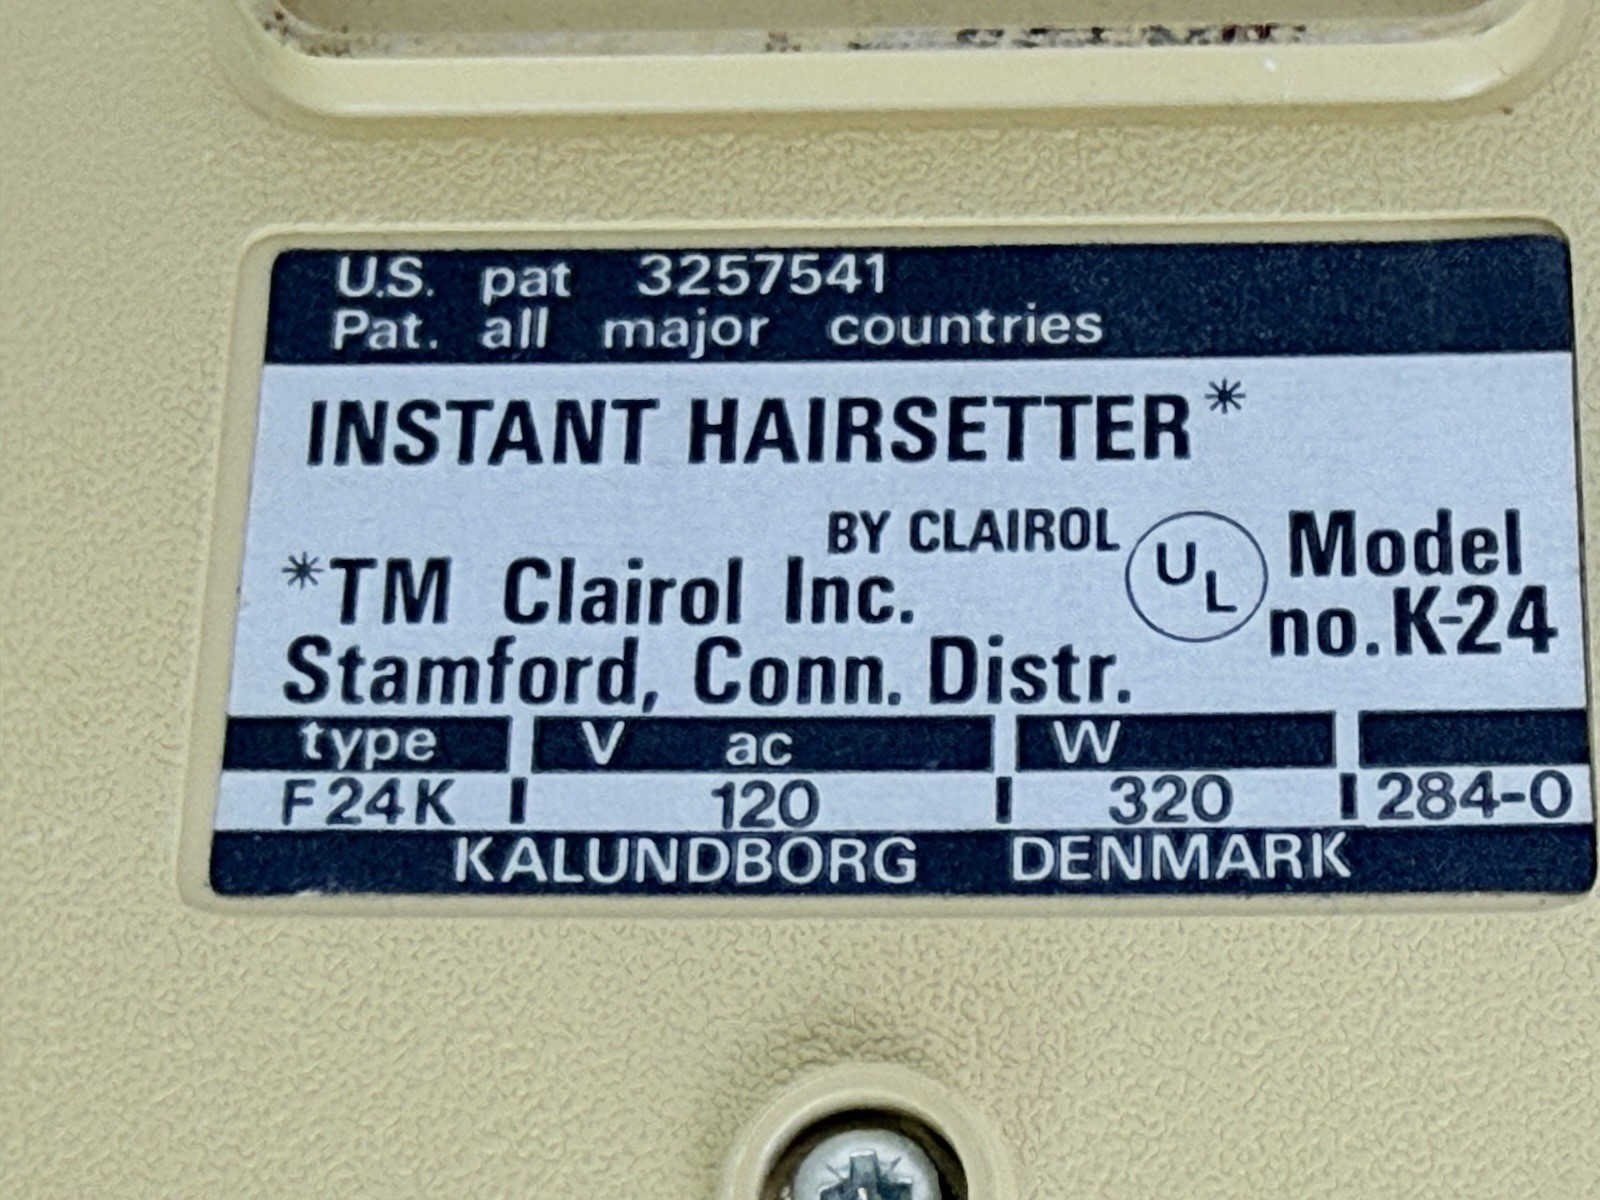 U.S. pat 3257541
Pat. all major countries
INSTANT HAIRSETTER*
BY CLAIROL
*TM Clairol Inc.
Stamford, Conn. Distr.
UL
Model
no. K-24
type V ac W
F24K 120 320 284-0
KALUNDBORG DENMARK